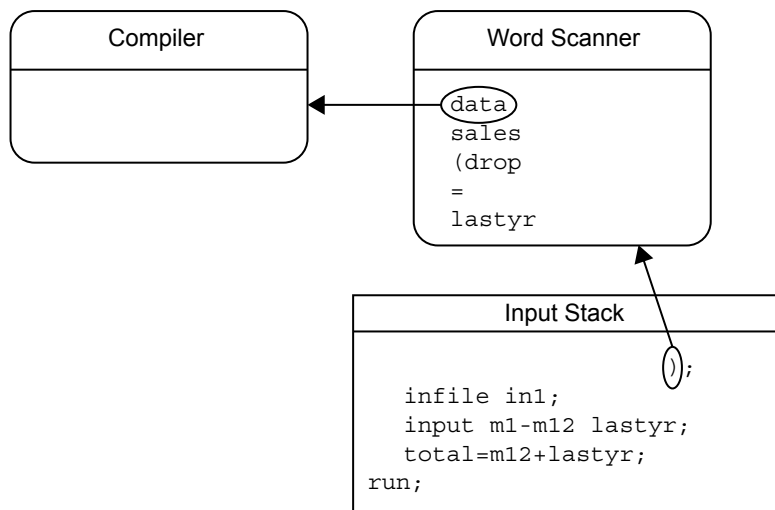 Compiler
Word Scanner
data
sales
(drop
=
lastyr
Input Stack
);
infile in1;
input m1-m12 lastyr;
total=m12+lastyr;
run;